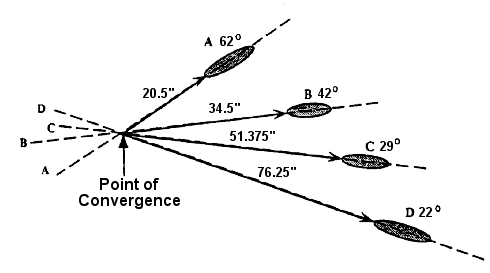 A 62°
20.5"
B 42°
34.5"
D
C
B
A
51.375"
C 29°
76.25"
Point of
Convergence
D 22°